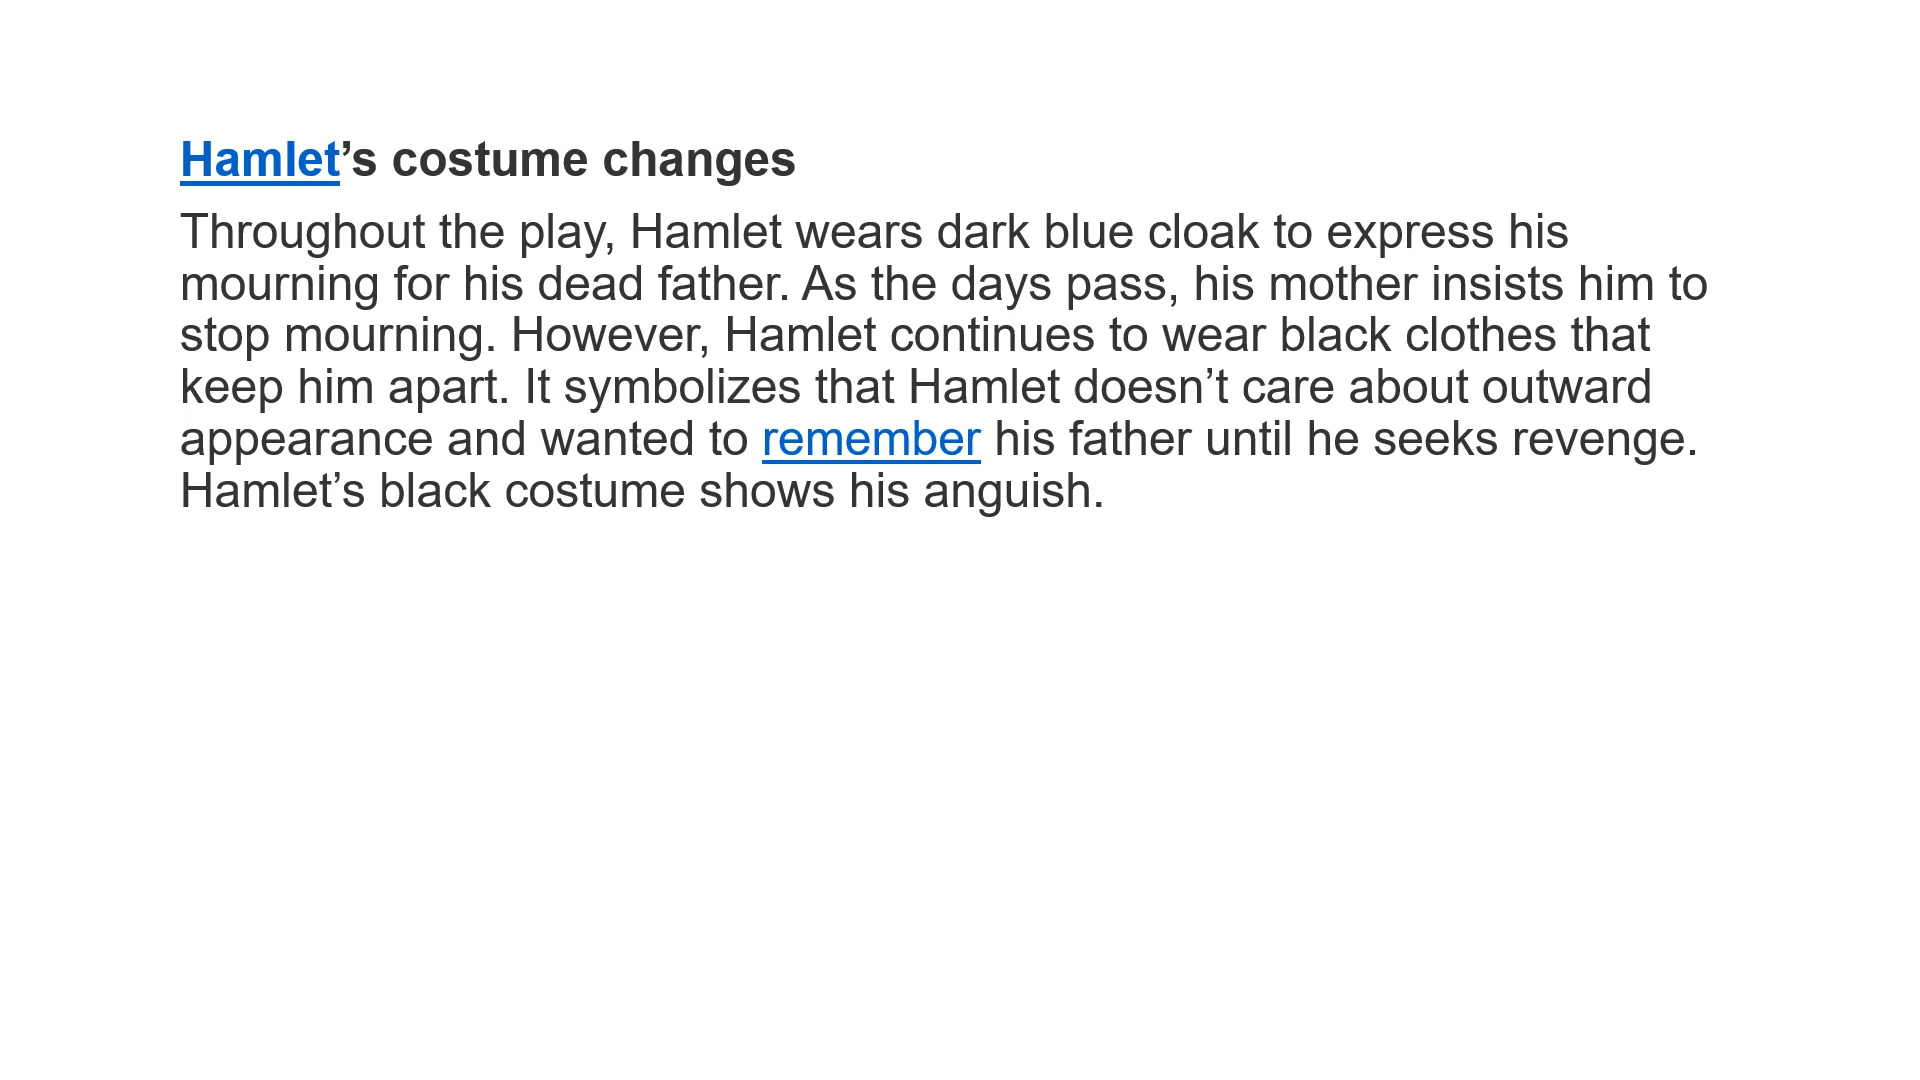 Hamlet’s costume changes
Throughout the play, Hamlet wears dark blue cloak to express his
mourning for his dead father. As the days pass, his mother insists him to
stop mourning. However, Hamlet continues to wear black clothes that
keep him apart. It symbolizes that Hamlet doesn’t care about outward
appearance and wanted to remember his father until he seeks revenge.
Hamlet’s black costume shows his anguish.